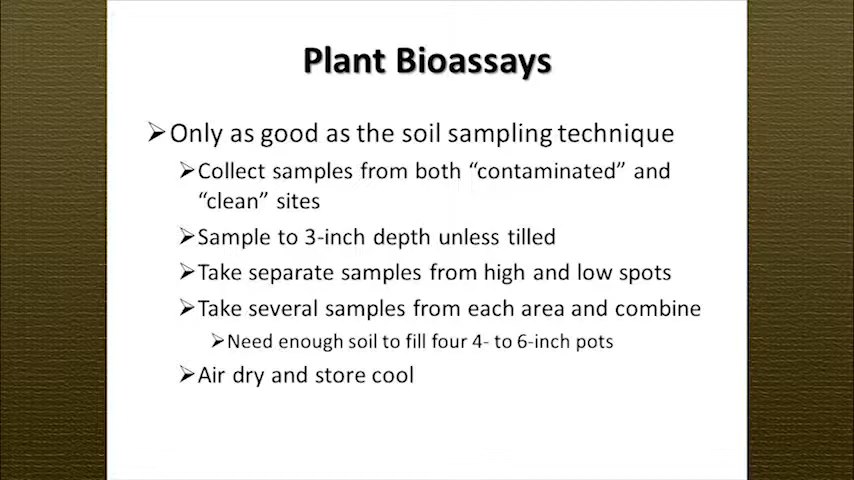 Plant Bioassays
Only as good as the soil sampling technique
Collect samples from both “contaminated” and
“clean” sites
Sample to 3-inch depth unless tilled
Take separate samples from high and low spots
Take several samples from each area and combine
Need enough soil to fill four 4- to 6-inch pots
Air dry and store cool